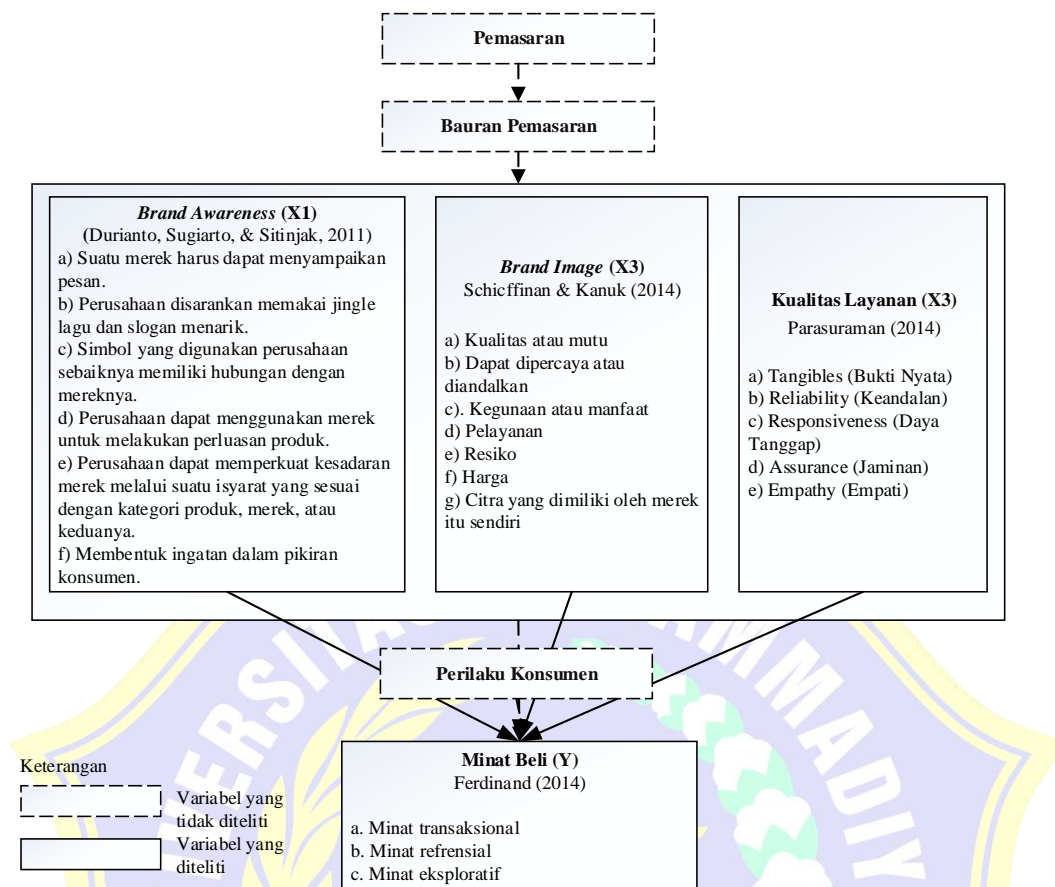 Pemasaran
Bauran Pemasaran
Brand Awareness (X1)
(Durianto, Sugiarto, & Sitinjak, 2011)
a) Suatu merek harus dapat menyampaikan
pesan.
b) Perusahaan disarankan memakai jingle
lagu dan slogan menarik.
c) Simbol yang digunakan perusahaan
sebaiknya memiliki hubungan dengan
mereknya.
d) Perusahaan dapat menggunakan merek
untuk melakukan perluasan produk.
e) Perusahaan dapat memperkuat kesadaran
merek melalui suatu isyarat yang sesuai
dengan kategori produk, merek, atau
keduanya.
f) Membentuk ingatan dalam pikiran
konsumen.
Brand Image (X3)
Schicffinan & Kanuk (2014)
a) Kualitas atau mutu
b) Dapat dipercaya atau
diandalkan
c). Kegunaan atau manfaat
d) Pelayanan
e) Resiko
f) Harga
g) Citra yang dimiliki oleh merek
itu sendiri
Kualitas Layanan (X3)
Parasuraman (2014)
a) Tangibles (Bukti Nyata)
b) Reliability (Keandalan)
c) Responsiveness (Daya
Tanggap)
d) Assurance (Jaminan)
e) Empathy (Empati)
Perilaku Konsumen
Minat Beli (Y)
Ferdinand (2014)
a. Minat transaksional
b. Minat refrensial
c. Minat eksploratif
Keterangan
Variabel yang
tidak diteliti
Variabel yang
diteliti